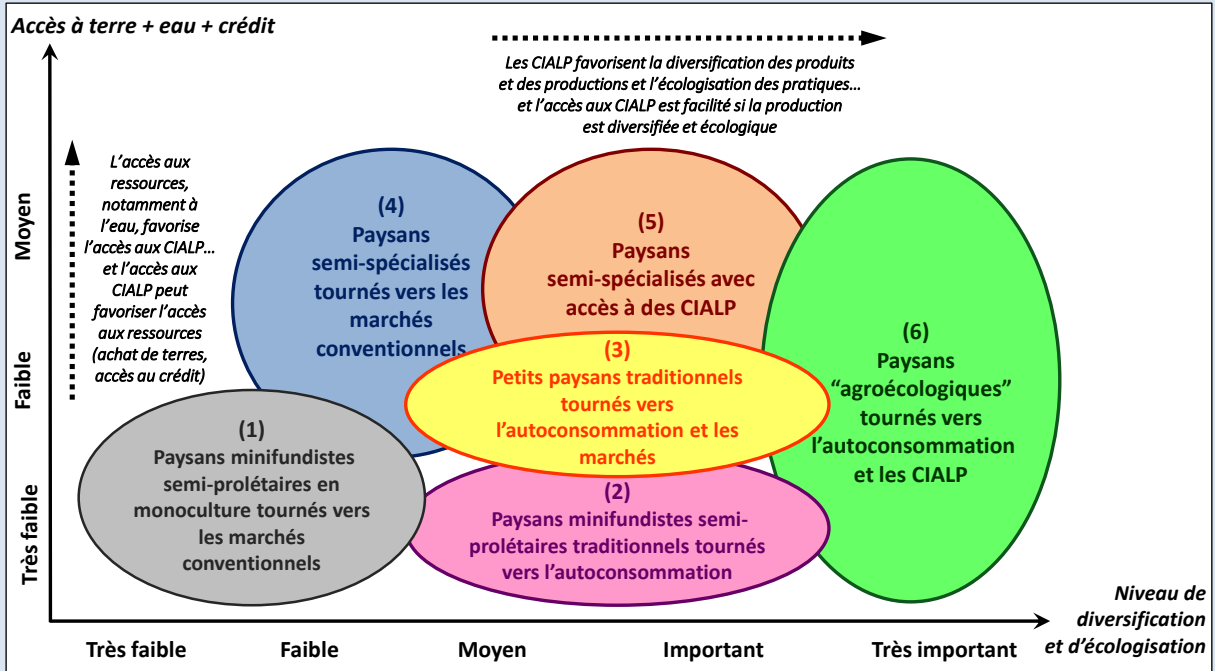 Accès à terre + eau + crédit
Les CIALP favorisent la diversification des produits
et des productions et l'écologisation des pratiques...
et l'accès aux CIALP est facilité si la production
est diversifiée et écologique
L'accès aux
ressources,
notamment à
l'eau, favorise
l'accès aux CIALP...
et l'accès aux
CIALP peut
favoriser l'accès
aux ressources
(achat de terres,
accès au crédit)
Moyen
Faible
Très faible
(4)
Paysans
semi-spécialisés
tournés vers les
marchés
conventionnels
(5)
Paysans
semi-spécialisés avec
accès à des CIALP
(6)
Paysans
“agroécologiques”
tournés vers
l'autoconsommation
et les CIALP
(3)
Petits paysans traditionnels
tournés vers
l'autoconsommation et les
marchés
(1)
Paysans minifundistes
semi-prolétaires en
monoculture tournés vers
les marchés
conventionnels
(2)
Paysans minifundistes semi-
prolétaires traditionnels tournés
vers l'autoconsommation
Niveau de
diversification
et d'écologisation
Très faible
Faible
Moyen
Important
Très important